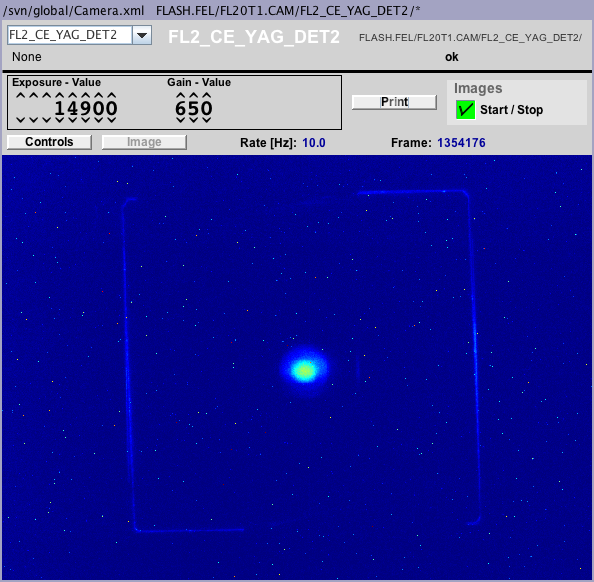 /svn/global/Camera.xml FLASH.FEL/FL20T1.CAM/FL2_CE_YAG_DET2/*
FL2_CE_YAG_DET2 FL2_CE_YAG_DET2 FLASH.FEL/FL20T1.CAM/FL2_CE_YAG_DET2/
None ok
Exposure - Value Gain - Value Images
14900 650 Print Start / Stop
Controls Image Rate [Hz]: 10.0 Frame: 1354176